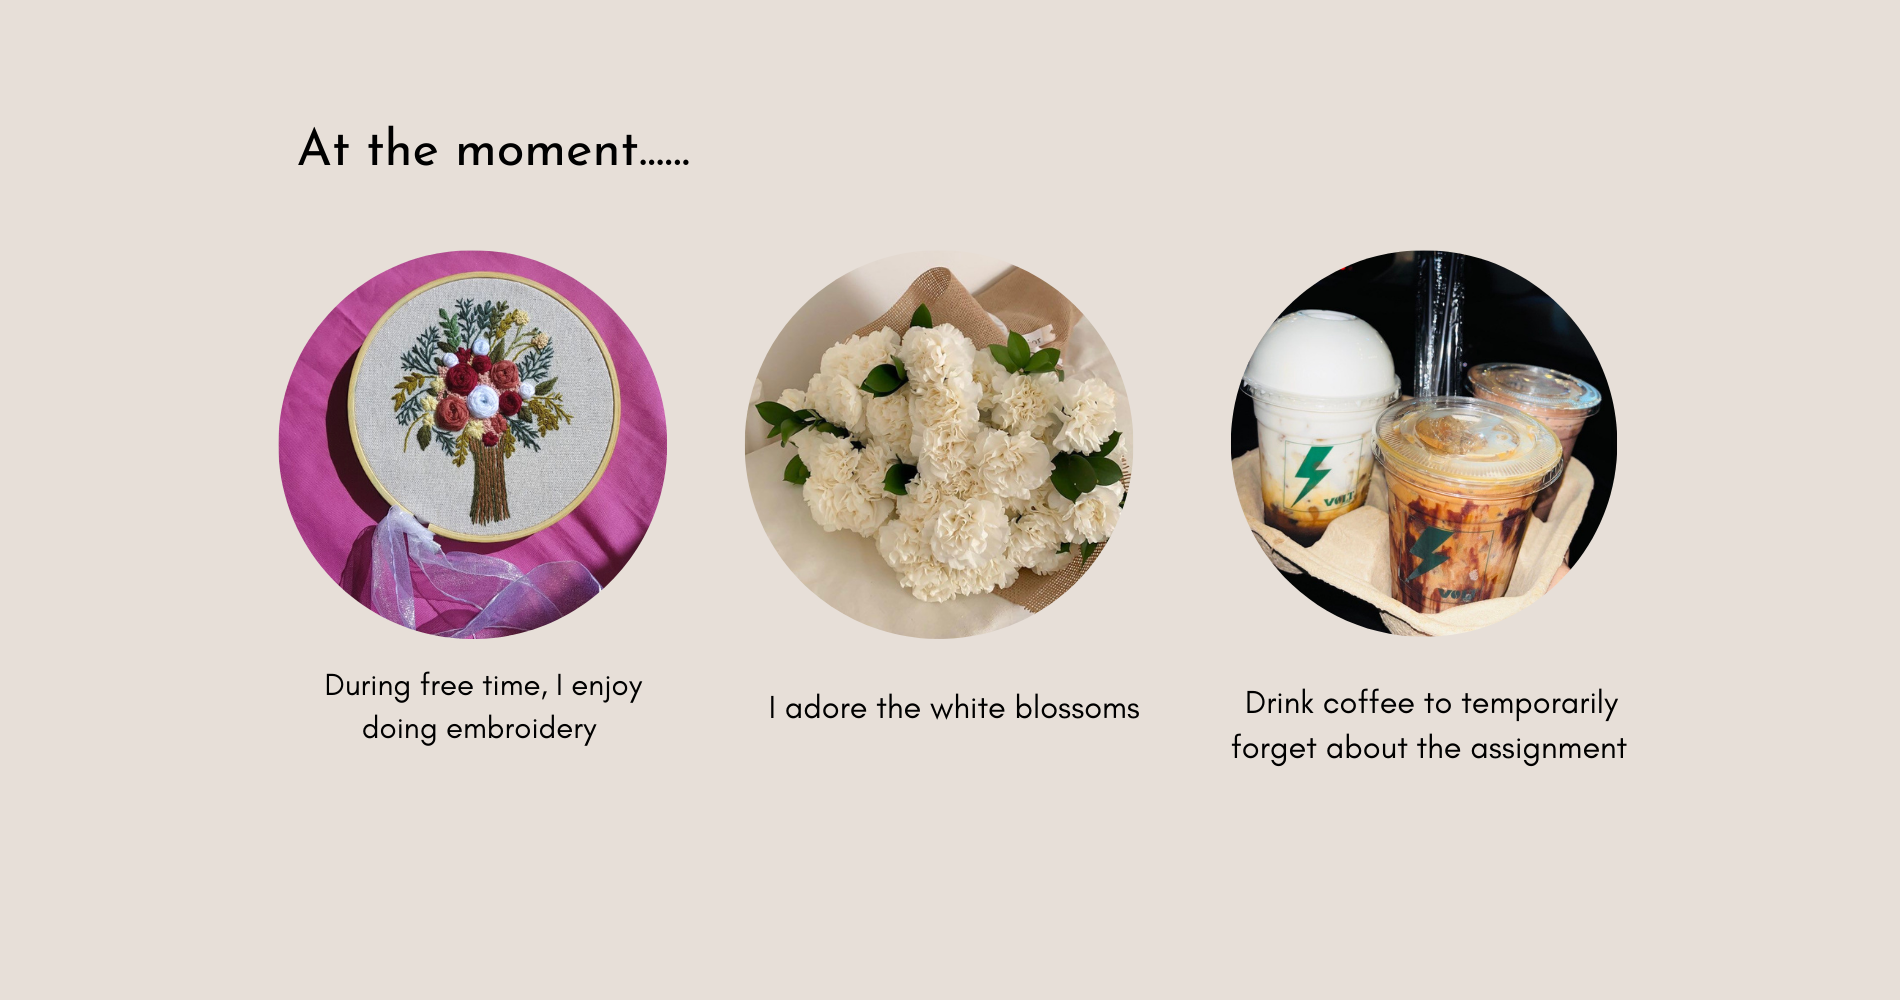 At the moment......
During free time, I enjoy
doing embroidery
I adore the white blossoms
Drink coffee to temporarily
forget about the assignment
VOLT
VOLT